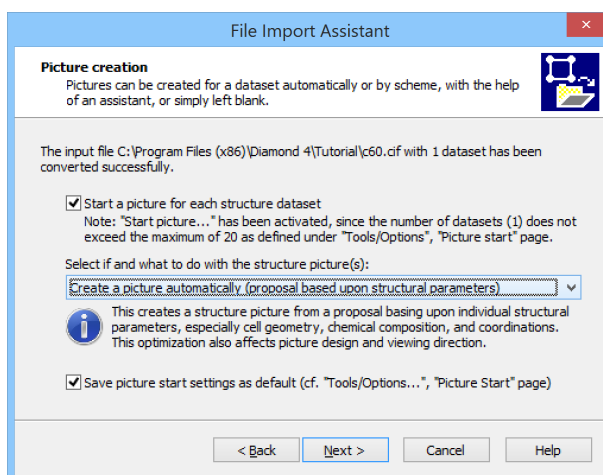 File Import Assistant
Picture creation
Pictures can be created for a dataset automatically or by scheme, with the help
of an assistant, or simply left blank.
The input file C:\Program Files (x86)\Diamond 4\Tutorial\c60.cif with 1 dataset has been
converted successfully.
Start a picture for each structure dataset
Note: "Start picture..." has been activated, since the number of datasets (1) does not
exceed the maximum of 20 as defined under "Tools/Options", "Picture start" page.
Select if and what to do with the structure picture(s):
Create a picture automatically (proposal based upon structural parameters)
This creates a structure picture from a proposal basing upon individual structural
parameters, especially cell geometry, chemical composition, and coordinations.
This optimization also affects picture design and viewing direction.
Save picture start settings as default (cf. "Tools/Options...", "Picture Start" page)
< Back Next > Cancel Help